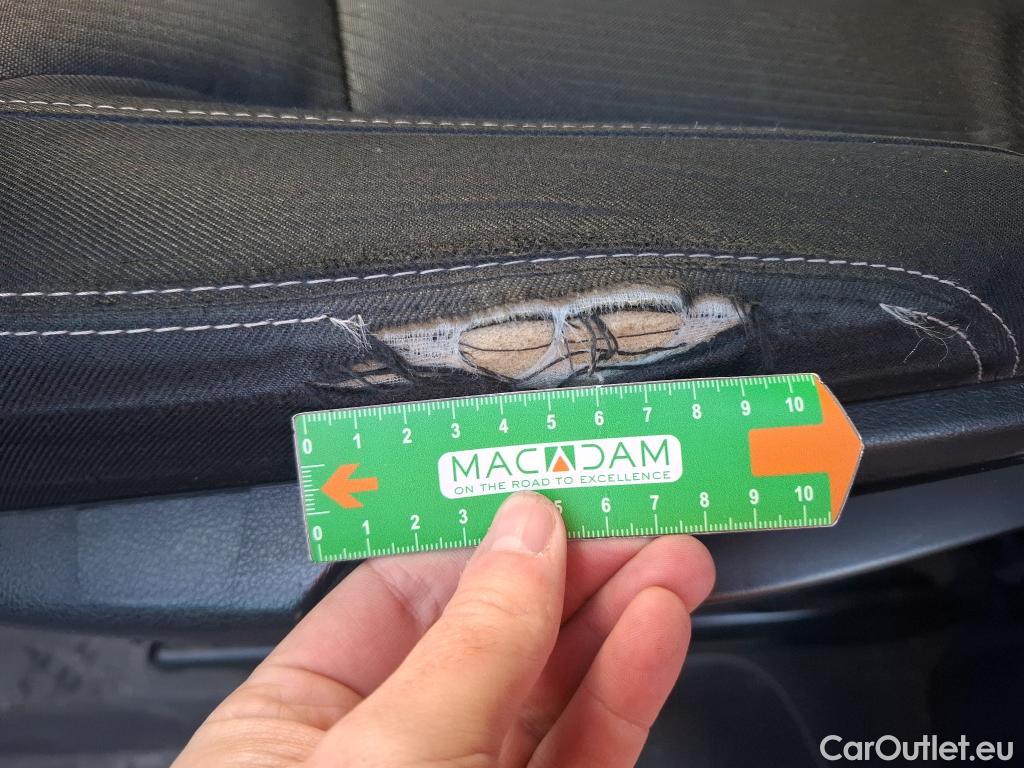 0 1 2 3 4 5 6 7 8 9 10
MACADAM
ON THE ROAD TO EXCELLENCE
0 1 2 3 5 6 7 8 9 10
CarOutlet.eu